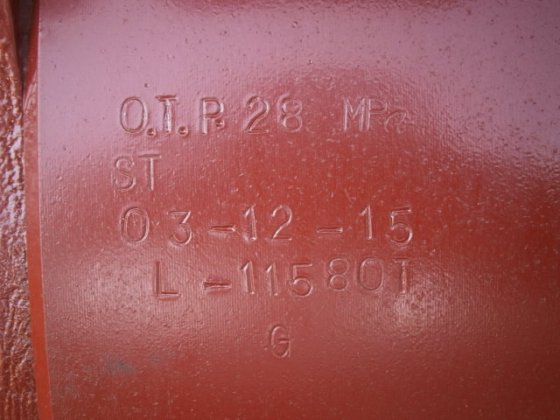 O.T.P. 28 MPa
ST
03-12-15
L-11580T
G